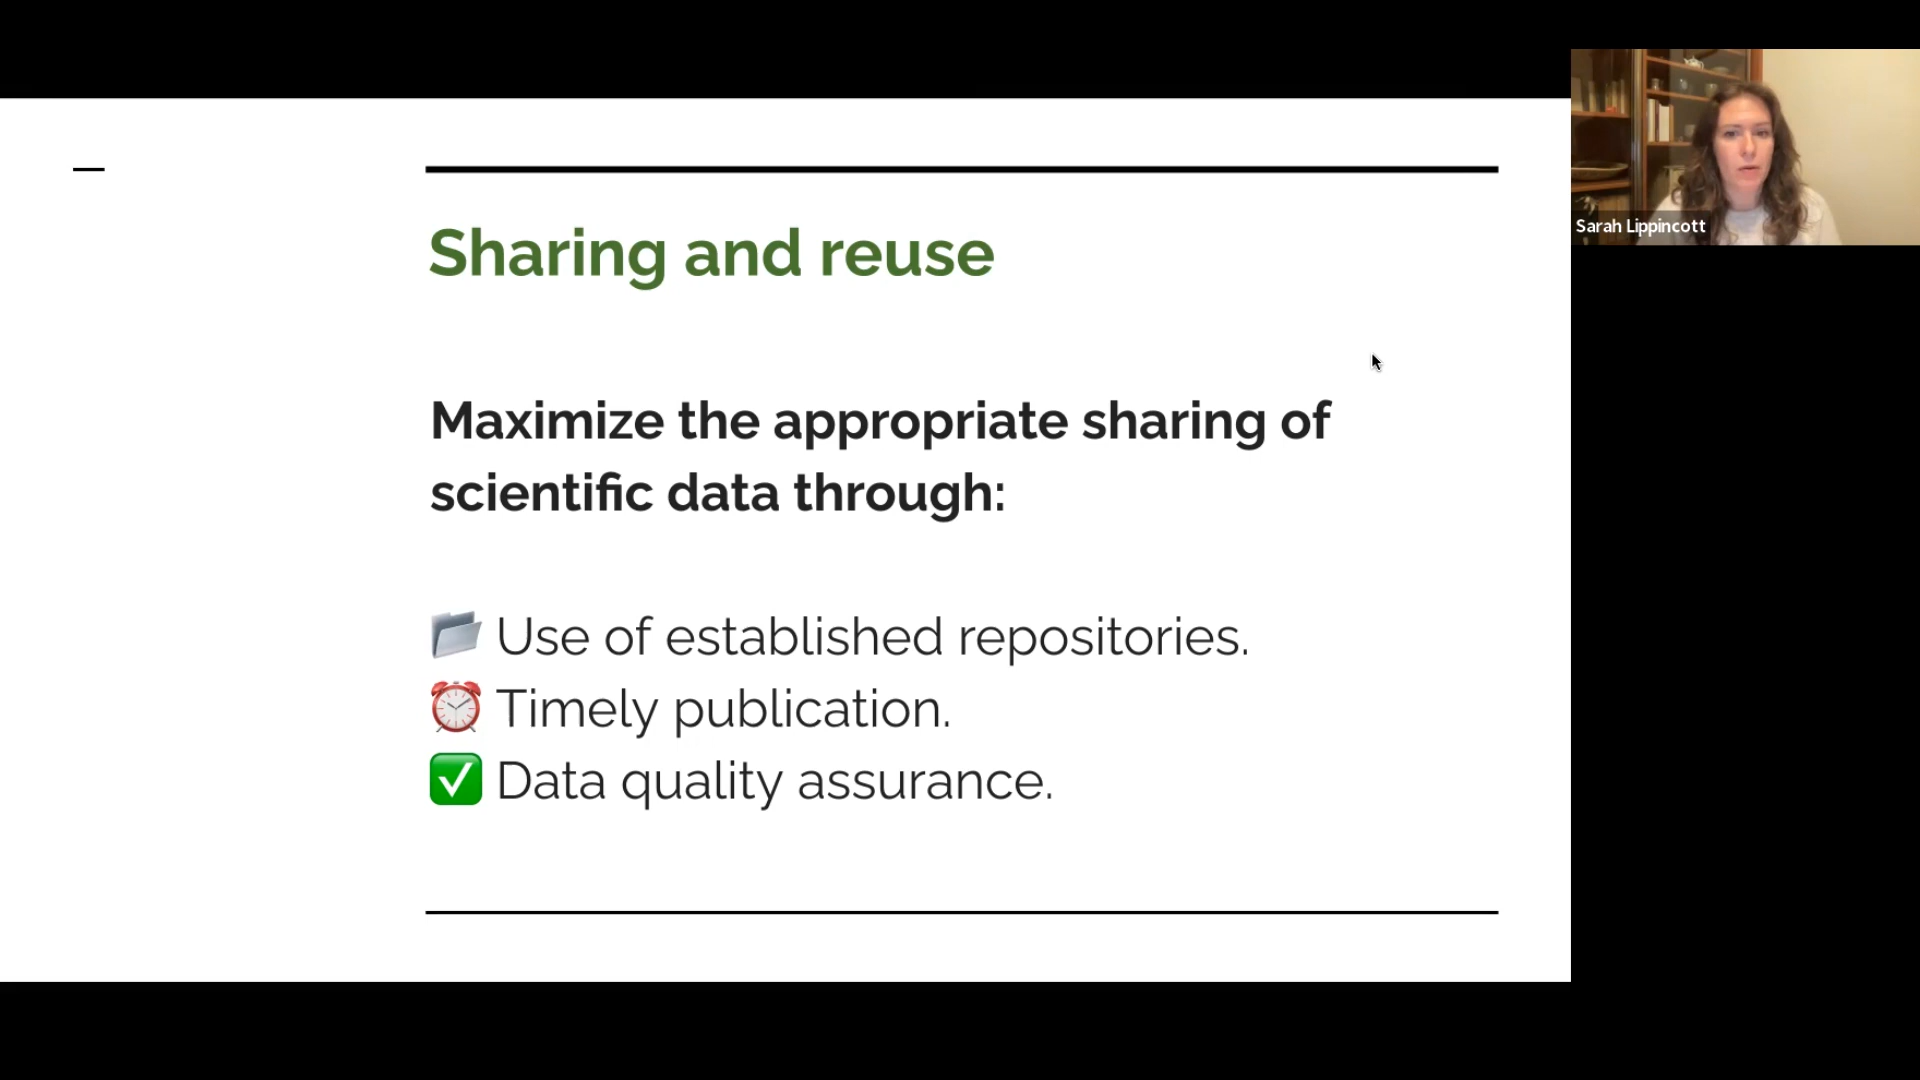 Sharing and reuse
Maximize the appropriate sharing of
scientific data through:
Use of established repositories.
Timely publication.
Data quality assurance.
Sarah Lippincott